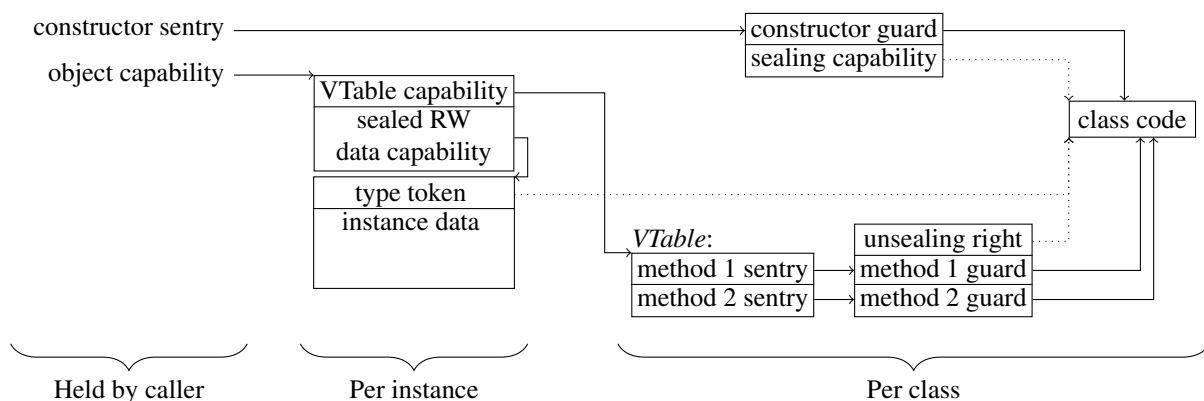 constructor sentry
constructor guard
sealing capability
object capability
VTable capability
sealed RW
data capability
type token
instance data
class code
VTable:
unsealing right
method 1 sentry
method 1 guard
method 2 sentry
method 2 guard
Held by caller
Per instance
Per class